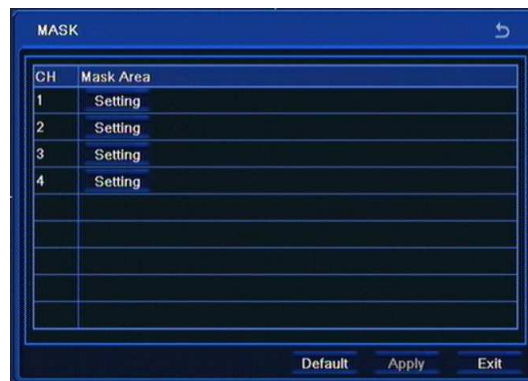 MASK
CH Mask Area
1 Setting
2 Setting
3 Setting
4 Setting
Default Apply Exit